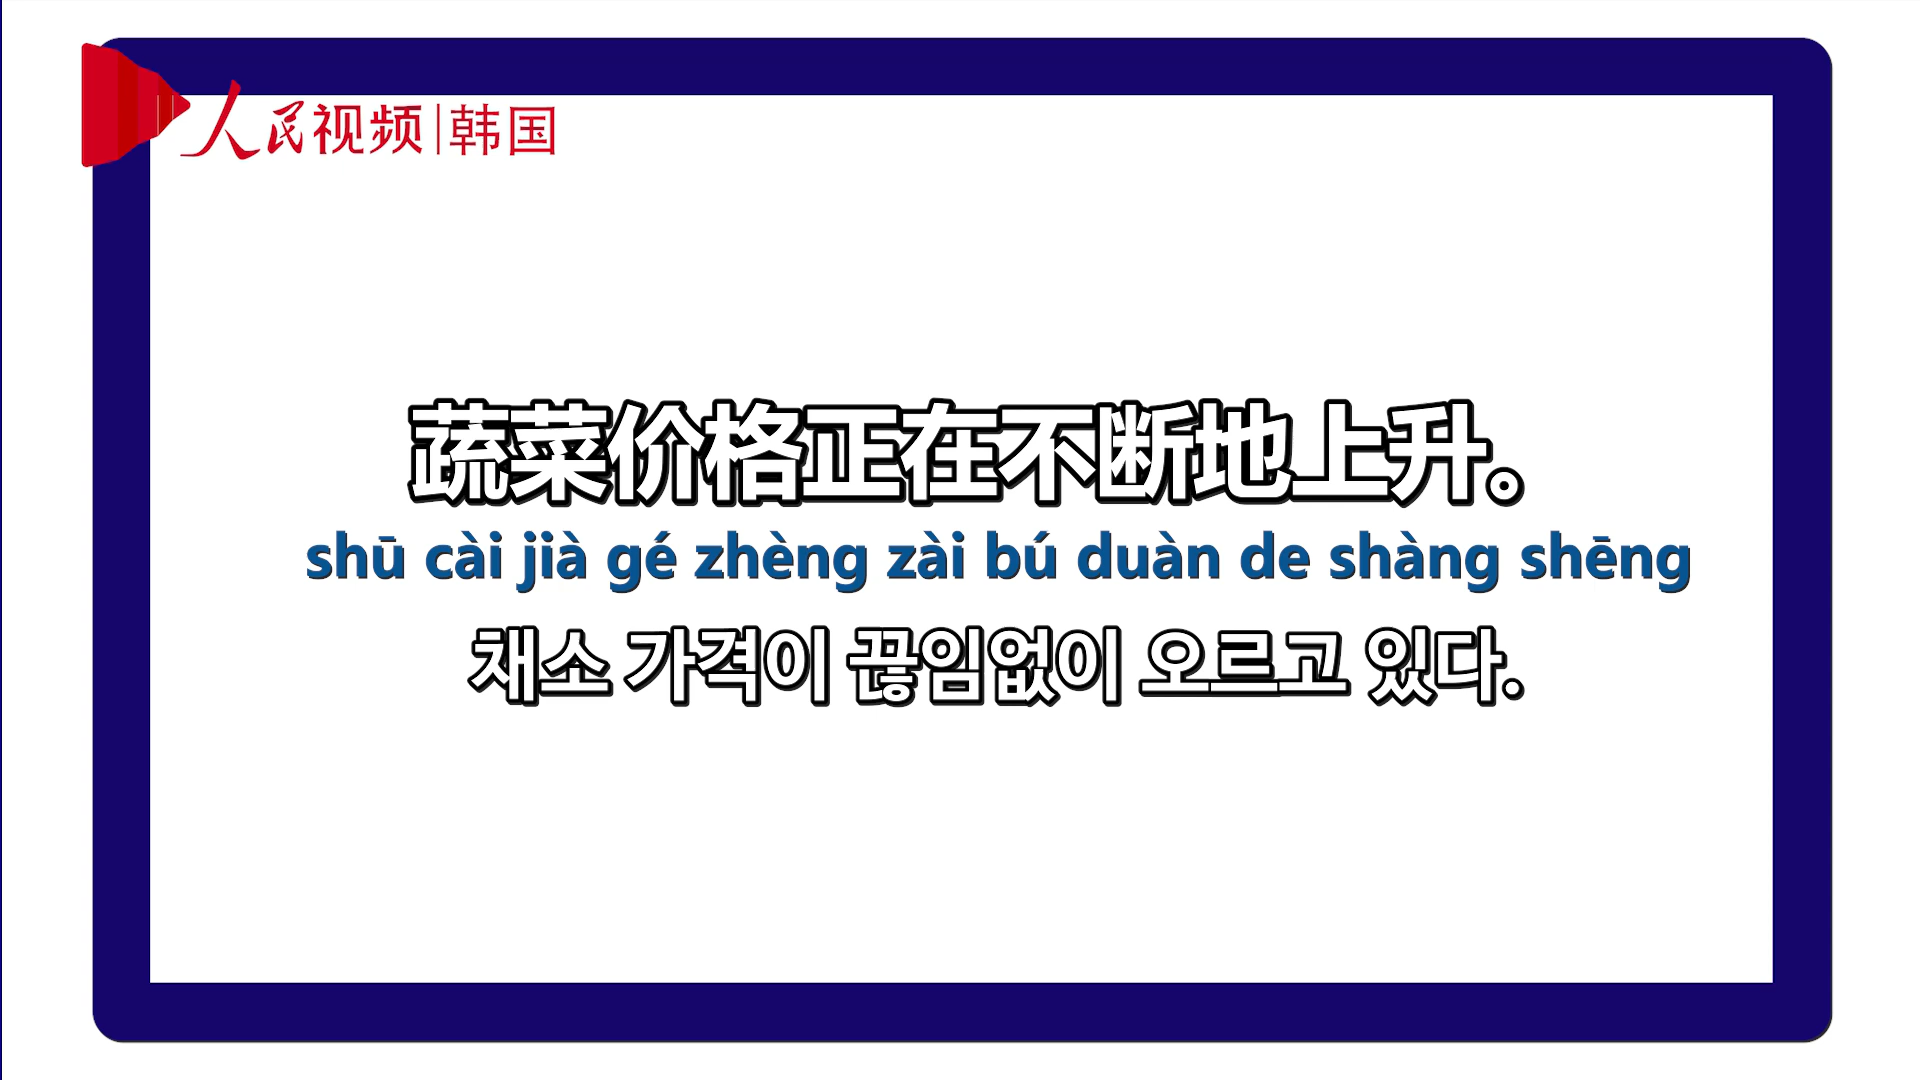 人民视频|韩国
蔬菜价格正在不断地上升。
shū cài jià gé zhèng zài bú duàn de shàng shēng
채소 가격이 끊임없이 오르고 있다.